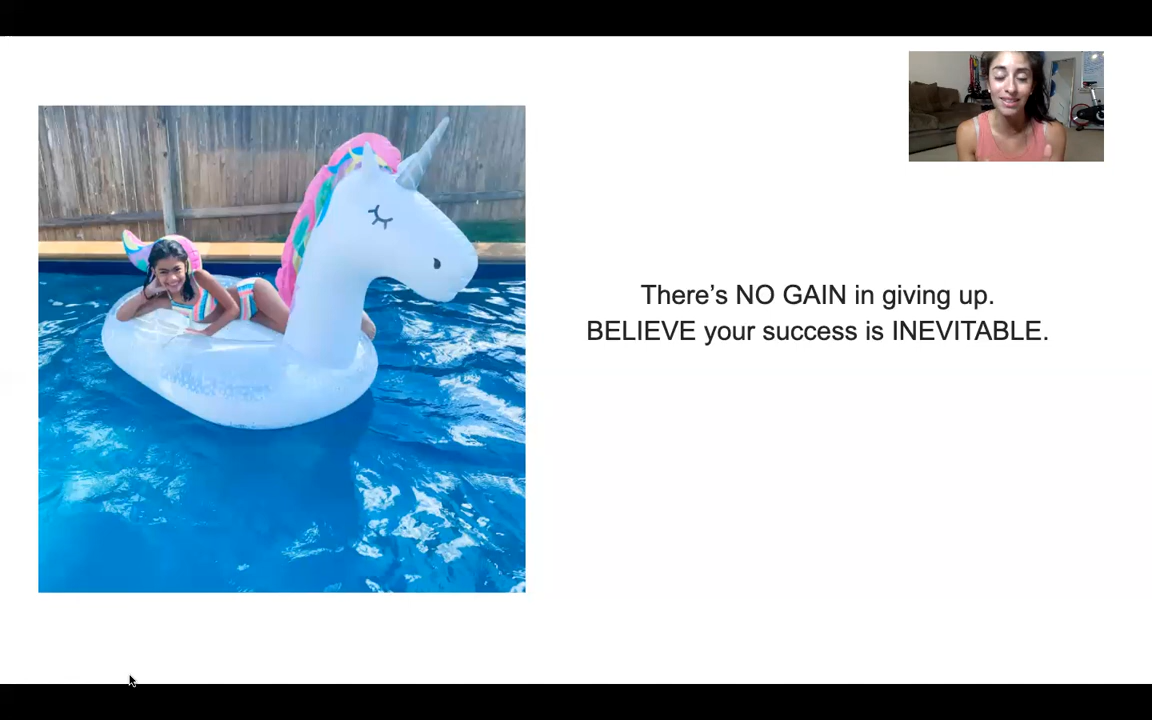 There’s NO GAIN in giving up.
BELIEVE your success is INEVITABLE.